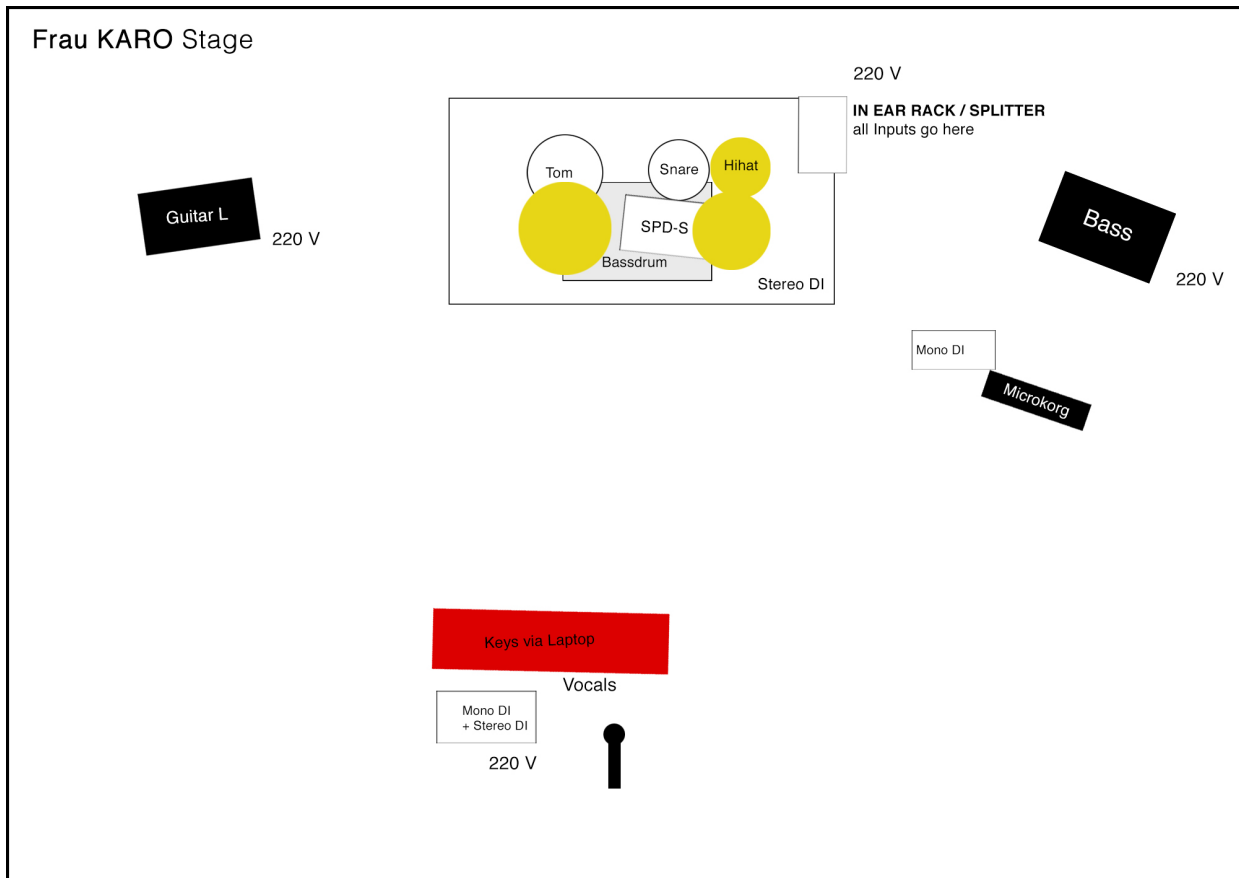 Frau KARO Stage
220 V
IN EAR RACK / SPLITTER
all Inputs go here
Tom
Snare
Hihat
Guitar L
220 V
SPD-S
Bassdrum
Stereo DI
Bass
220 V
Mono DI
Microkorg
Keys via Laptop
Vocals
Mono DI
+ Stereo DI
220 V